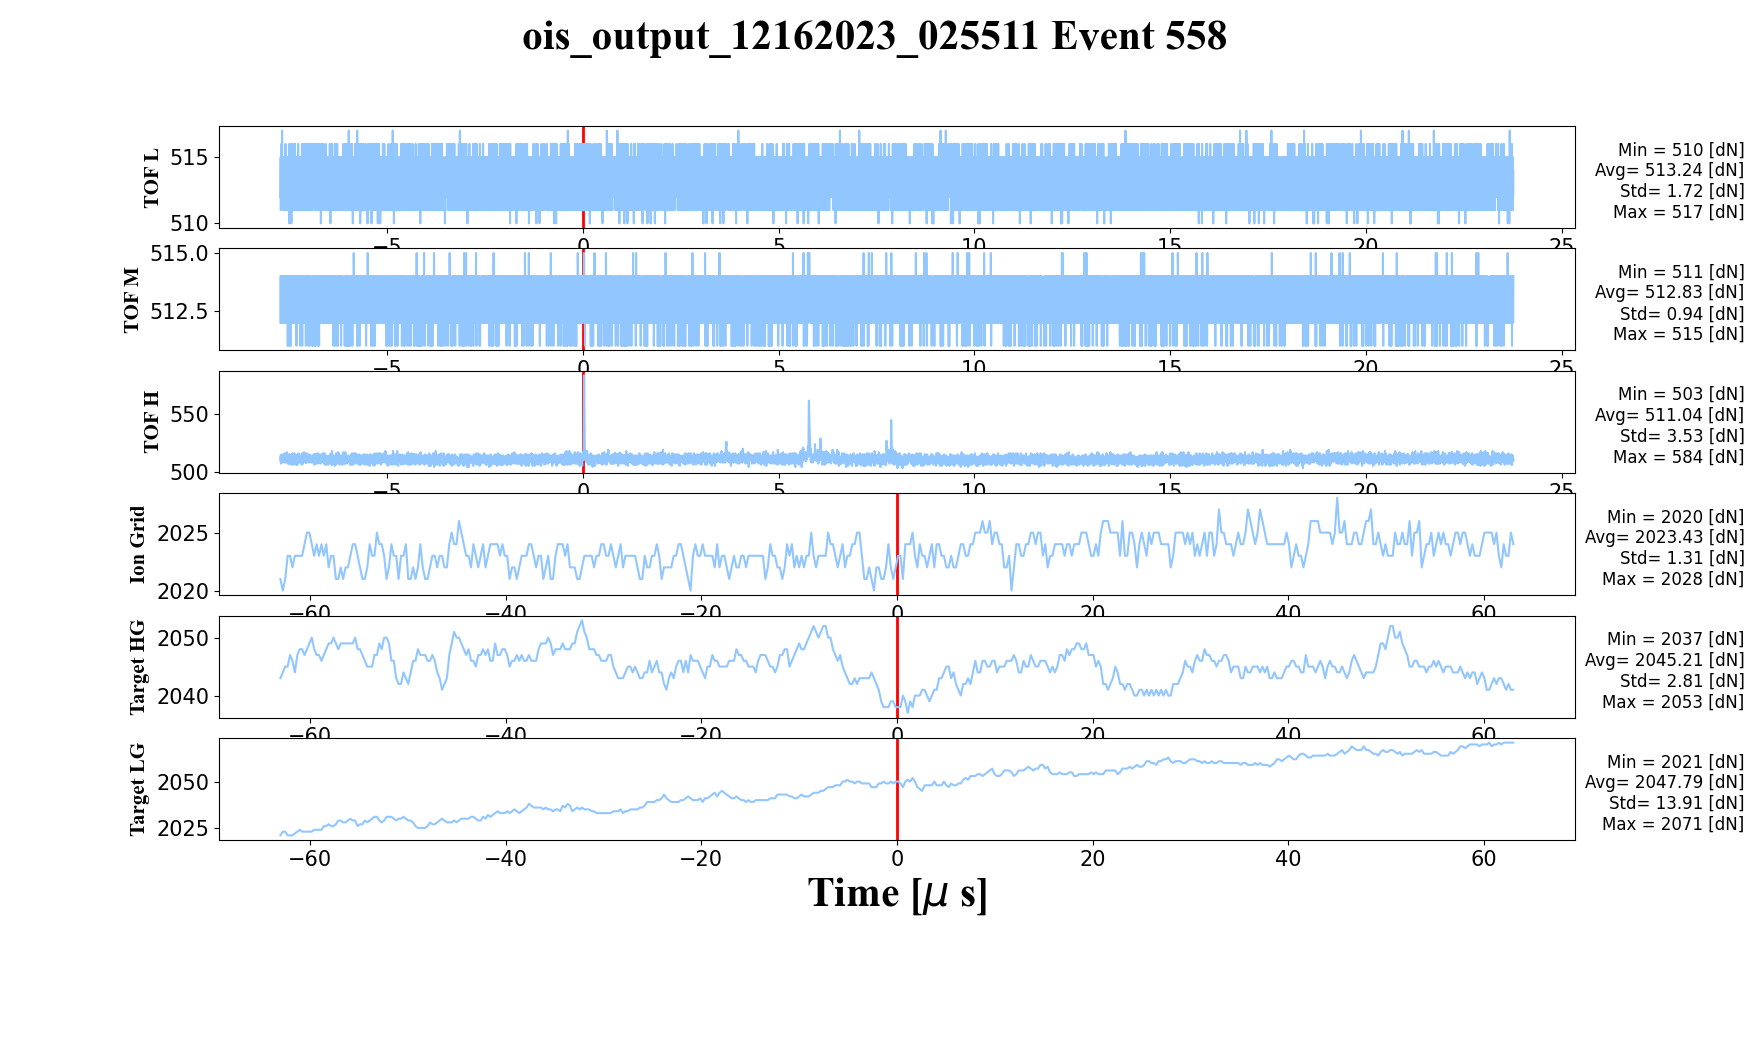 ois_output_12162023_025511 Event 558
TOF L
515
510
Min = 510 [dN]
Avg= 513.24 [dN]
Std= 1.72 [dN]
Max = 517 [dN]
−5 0 5 10 15 20 25
TOF M
515.0
512.5
Min = 511 [dN]
Avg= 512.83 [dN]
Std= 0.94 [dN]
Max = 515 [dN]
−5 0 5 10 15 20 25
TOF H
550
500
Min = 503 [dN]
Avg= 511.04 [dN]
Std= 3.53 [dN]
Max = 584 [dN]
−5 0 5 10 15 20 25
Ion Grid
2025
2020
Min = 2020 [dN]
Avg= 2023.43 [dN]
Std= 1.31 [dN]
Max = 2028 [dN]
−60 −40 −20 0 20 40 60
Target HG
2050
2040
Min = 2037 [dN]
Avg= 2045.21 [dN]
Std= 2.81 [dN]
Max = 2053 [dN]
−60 −40 −20 0 20 40 60
Target LG
2050
2025
Min = 2021 [dN]
Avg= 2047.79 [dN]
Std= 13.91 [dN]
Max = 2071 [dN]
−60 −40 −20 0 20 40 60
Time [μ s]